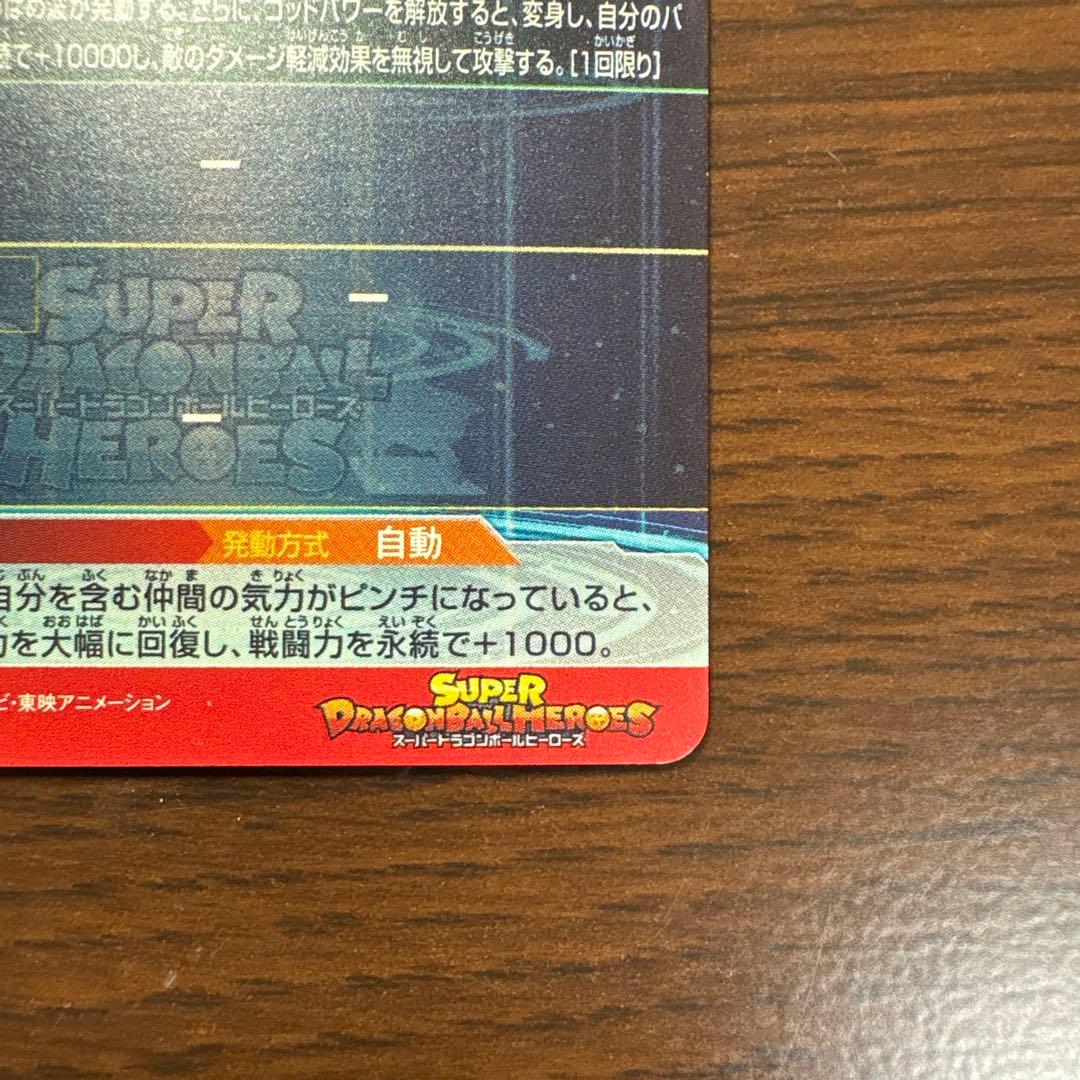 が発動する。さらに、ゴッドパワーを解放すると、変身し、自分のパ
て+10000し、敵のダメージ軽減効果を無視して攻撃する。[1回限り]
SUPER
DRAGONBALL
スーパードラゴンボールヒーローズ
HEROES
発動方式 自動
自分を含む仲間の気力がピンチになっていると、
力を大幅に回復し、戦闘力を永続で+1000。
ビ・東映アニメーション
SUPER
DRAGONBALL HEROES
スーパードラゴンボールヒーローズ